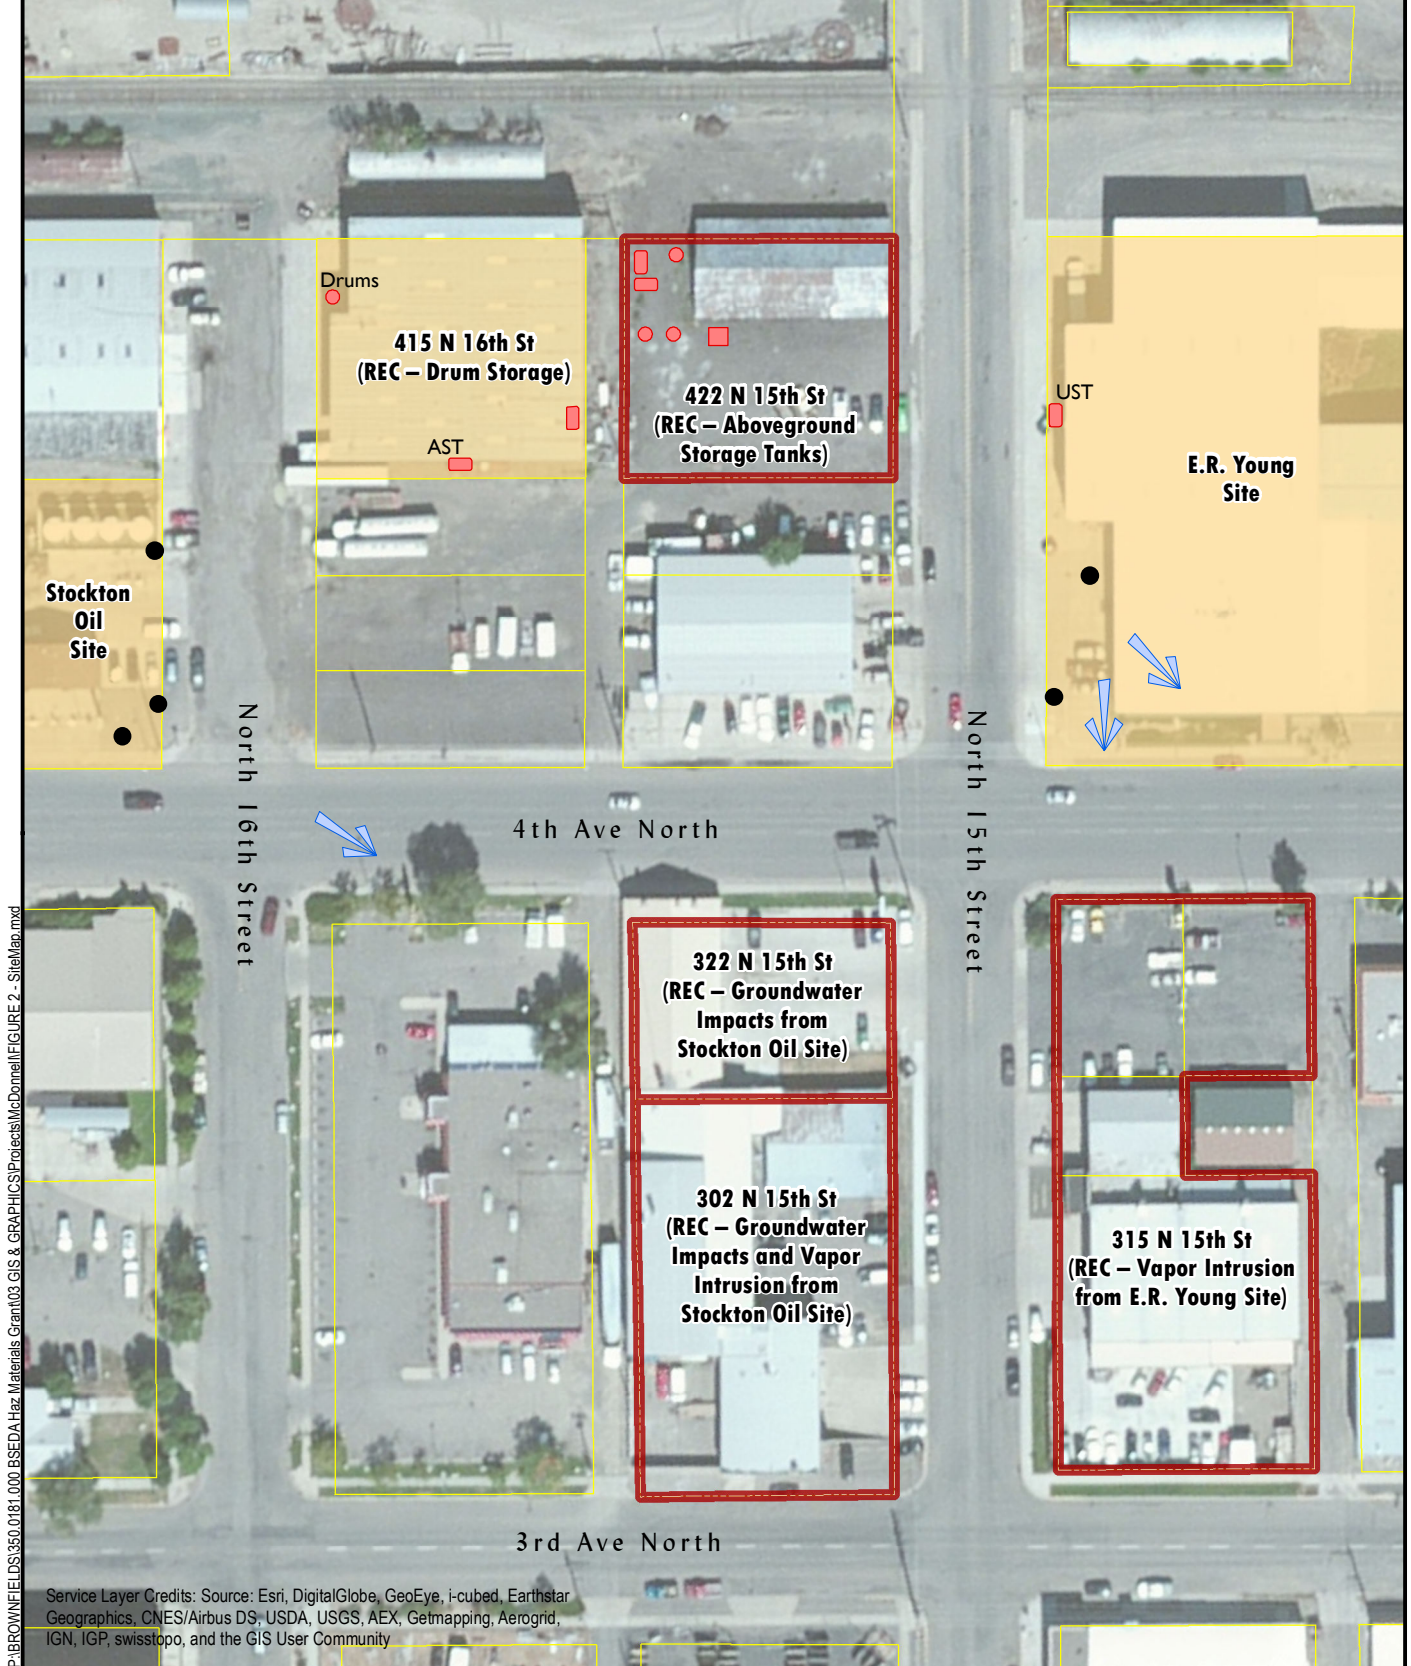 Drums
415 N 16th St
(REC – Drum Storage)
AST
422 N 15th St
(REC – Aboveground
Storage Tanks)
UST
E.R. Young
Site
Stockton
Oil
Site
North 16th Street
4th Ave North
North 15th Street
322 N 15th St
(REC – Groundwater
Impacts from
Stockton Oil Site)
302 N 15th St
(REC – Groundwater
Impacts and Vapor
Intrusion from
Stockton Oil Site)
315 N 15th St
(REC – Vapor Intrusion
from E.R. Young Site)
3rd Ave North
Service Layer Credits: Source: Esri, DigitalGlobe, GeoEye, i-cubed, Earthstar
Geographics, CNES/Airbus DS, USDA, USGS, AEX, Getmapping, Aerogrid,
IGN, IGP, swisstopo, and the GIS User Community
P:\BROWNFIELDS\350.0181.000 BSEDA Haz Materials Grant\03 GIS & GRAPHICS\Projects\McDonnell\FIGURE 2 - SiteMap.mxd